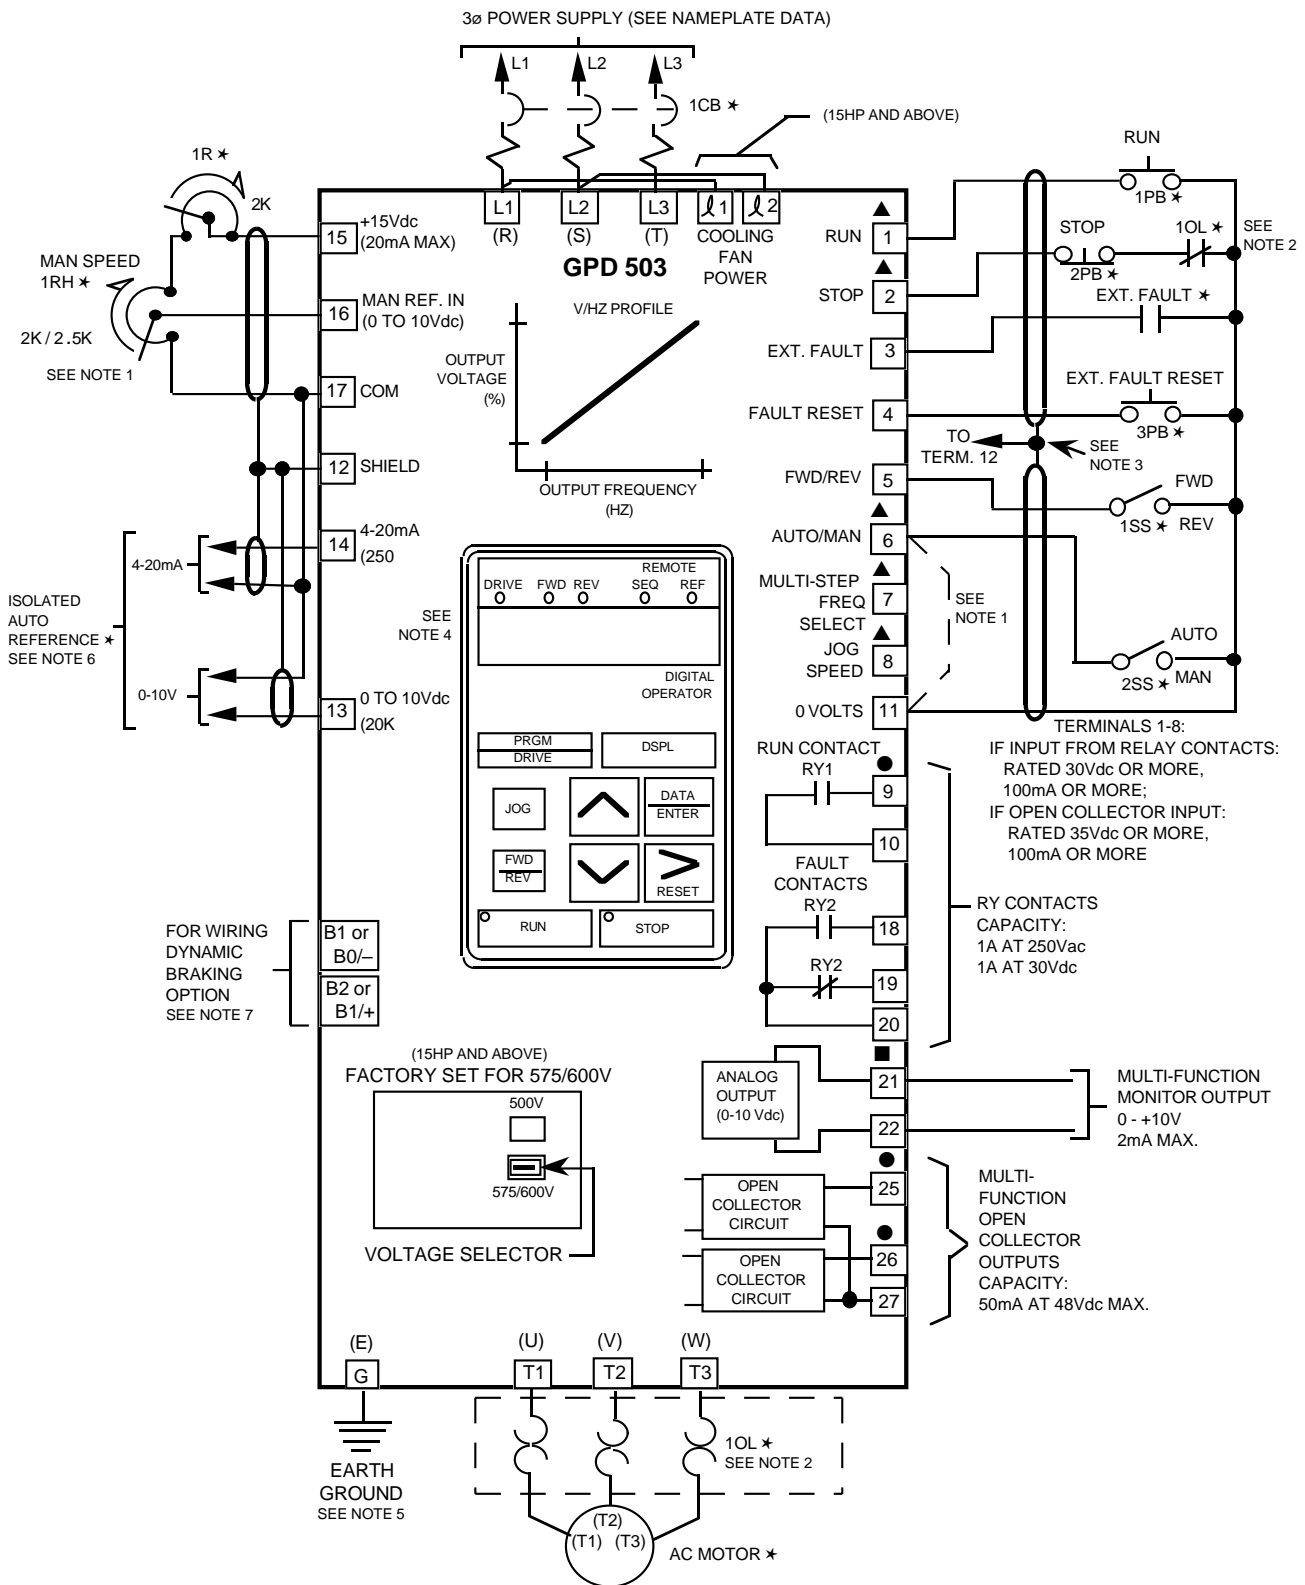 3ø POWER SUPPLY (SEE NAMEPLATE DATA)
L1
L2
L3
1CB ★
(15HP AND ABOVE)
1R ★
2K
MAN SPEED
1RH ★
2K / 2.5K
SEE NOTE 1
L1
L2
L3
ℓ1
ℓ2
(R)
(S)
(T)
COOLING
FAN
POWER
GPD 503
15
+15Vdc
(20mA MAX)
16
MAN REF. IN
(0 TO 10Vdc)
17
COM
12
SHIELD
14
4-20mA
(250
13
0 TO 10Vdc
(20K
ISOLATED
AUTO
REFERENCE ★
SEE NOTE 6
4-20mA
0-10V
V/HZ PROFILE
OUTPUT
VOLTAGE
(%)
OUTPUT FREQUENCY
(HZ)
▲
RUN
1
▲
STOP
2
EXT. FAULT
3
FAULT RESET
4
FWD/REV
5
▲
AUTO/MAN
6
▲
MULTI-STEP
FREQ
SELECT
7
▲
JOG
SPEED
8
0 VOLTS
11
RUN
1PB ★
STOP
2PB ★
1OL ★
SEE
NOTE 2
EXT. FAULT ★
EXT. FAULT RESET
3PB ★
TO
TERM. 12
SEE
NOTE 3
FWD
1SS ★
REV
SEE
NOTE 1
AUTO
2SS ★
MAN
TERMINALS 1-8:
IF INPUT FROM RELAY CONTACTS:
RATED 30Vdc OR MORE,
100mA OR MORE;
IF OPEN COLLECTOR INPUT:
RATED 35Vdc OR MORE,
100mA OR MORE
SEE
NOTE 4
REMOTE
DRIVE
FWD
REV
SEQ
REF
DIGITAL
OPERATOR
PRGM
DRIVE
DSPL
JOG
DATA
ENTER
FWD
REV
RESET
RUN
STOP
RUN CONTACT
RY1
●
9
10
FAULT
CONTACTS
RY2
18
RY2
19
20
RY CONTACTS
CAPACITY:
1A AT 250Vac
1A AT 30Vdc
FOR WIRING
DYNAMIC
BRAKING
OPTION
SEE NOTE 7
B1 or
B0/–
B2 or
B1/+
(15HP AND ABOVE)
FACTORY SET FOR 575/600V
500V
575/600V
VOLTAGE SELECTOR
■
ANALOG
OUTPUT
(0-10 Vdc)
21
22
MULTI-FUNCTION
MONITOR OUTPUT
0 - +10V
2mA MAX.
●
OPEN
COLLECTOR
CIRCUIT
25
●
OPEN
COLLECTOR
CIRCUIT
26
27
MULTI-
FUNCTION
OPEN
COLLECTOR
OUTPUTS
CAPACITY:
50mA AT 48Vdc MAX.
(E)
G
EARTH
GROUND
SEE NOTE 5
(U)
(V)
(W)
T1
T2
T3
1OL ★
SEE NOTE 2
(T2)
(T1)
(T3)
AC MOTOR ★